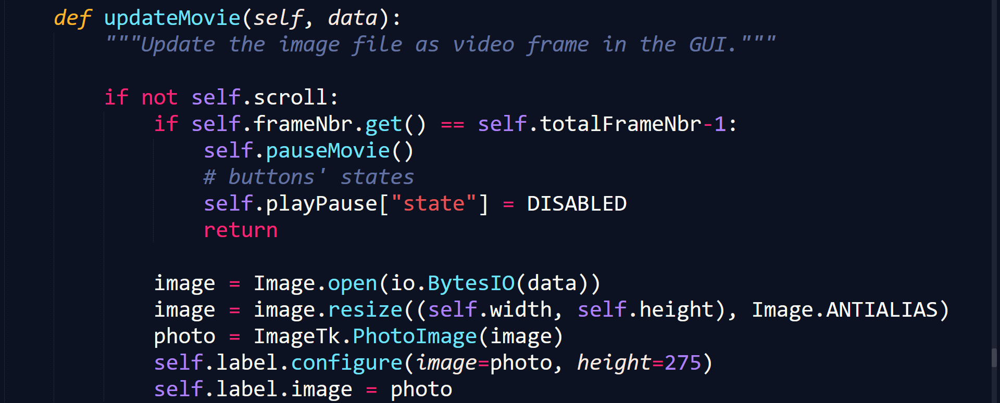 def updateMovie(self, data):
    """Update the image file as video frame in the GUI."""

    if not self.scroll:
        if self.frameNbr.get() == self.totalFrameNbr-1:
            self.pauseMovie()
            # buttons' states
            self.playPause["state"] = DISABLED
            return

        image = Image.open(io.BytesIO(data))
        image = image.resize((self.width, self.height), Image.ANTIALIAS)
        photo = ImageTk.PhotoImage(image)
        self.label.configure(image=photo, height=275)
        self.label.image = photo